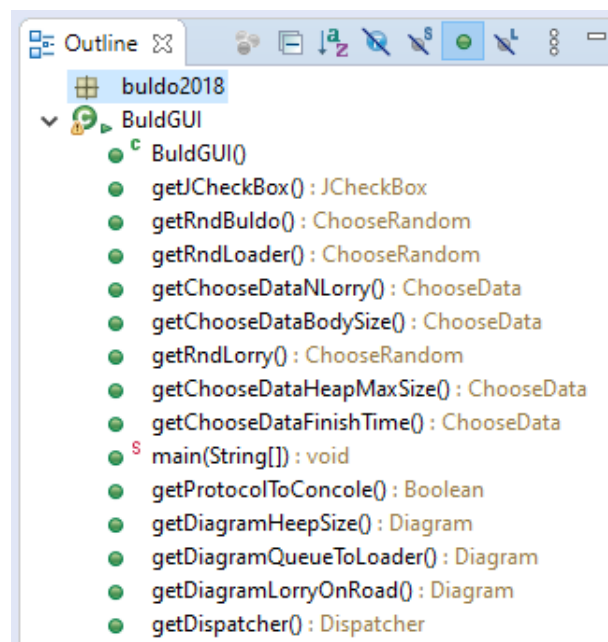 Outline
buldo2018
BuldGUI
BuldGUI()
getJCheckBox() : JCheckBox
getRndBuldo() : ChooseRandom
getRndLoader() : ChooseRandom
getChooseDataNLorry() : ChooseData
getChooseDataBodySize() : ChooseData
getRndLorry() : ChooseRandom
getChooseDataHeapMaxSize() : ChooseData
getChooseDataFinishTime() : ChooseData
main(String[]) : void
getProtocolToConcole() : Boolean
getDiagramHeepSize() : Diagram
getDiagramQueueToLoader() : Diagram
getDiagramLorryOnRoad() : Diagram
getDispatcher() : Dispatcher